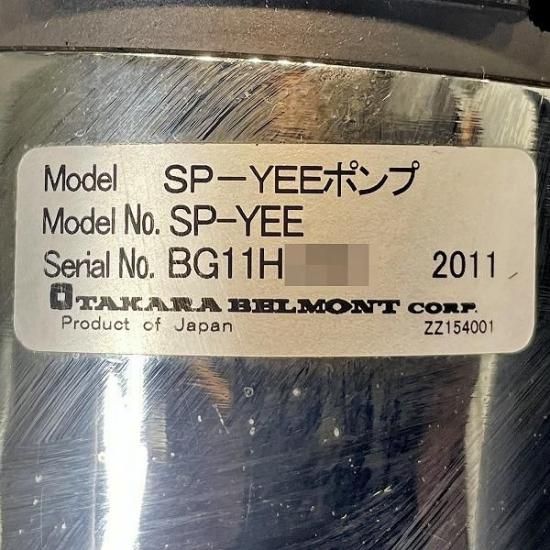 Model SP-YEEポンプ
Model No. SP-YEE
Serial No. BG11H 2011
TAKARA BELMONT CORP.
Product of Japan ZZ154001